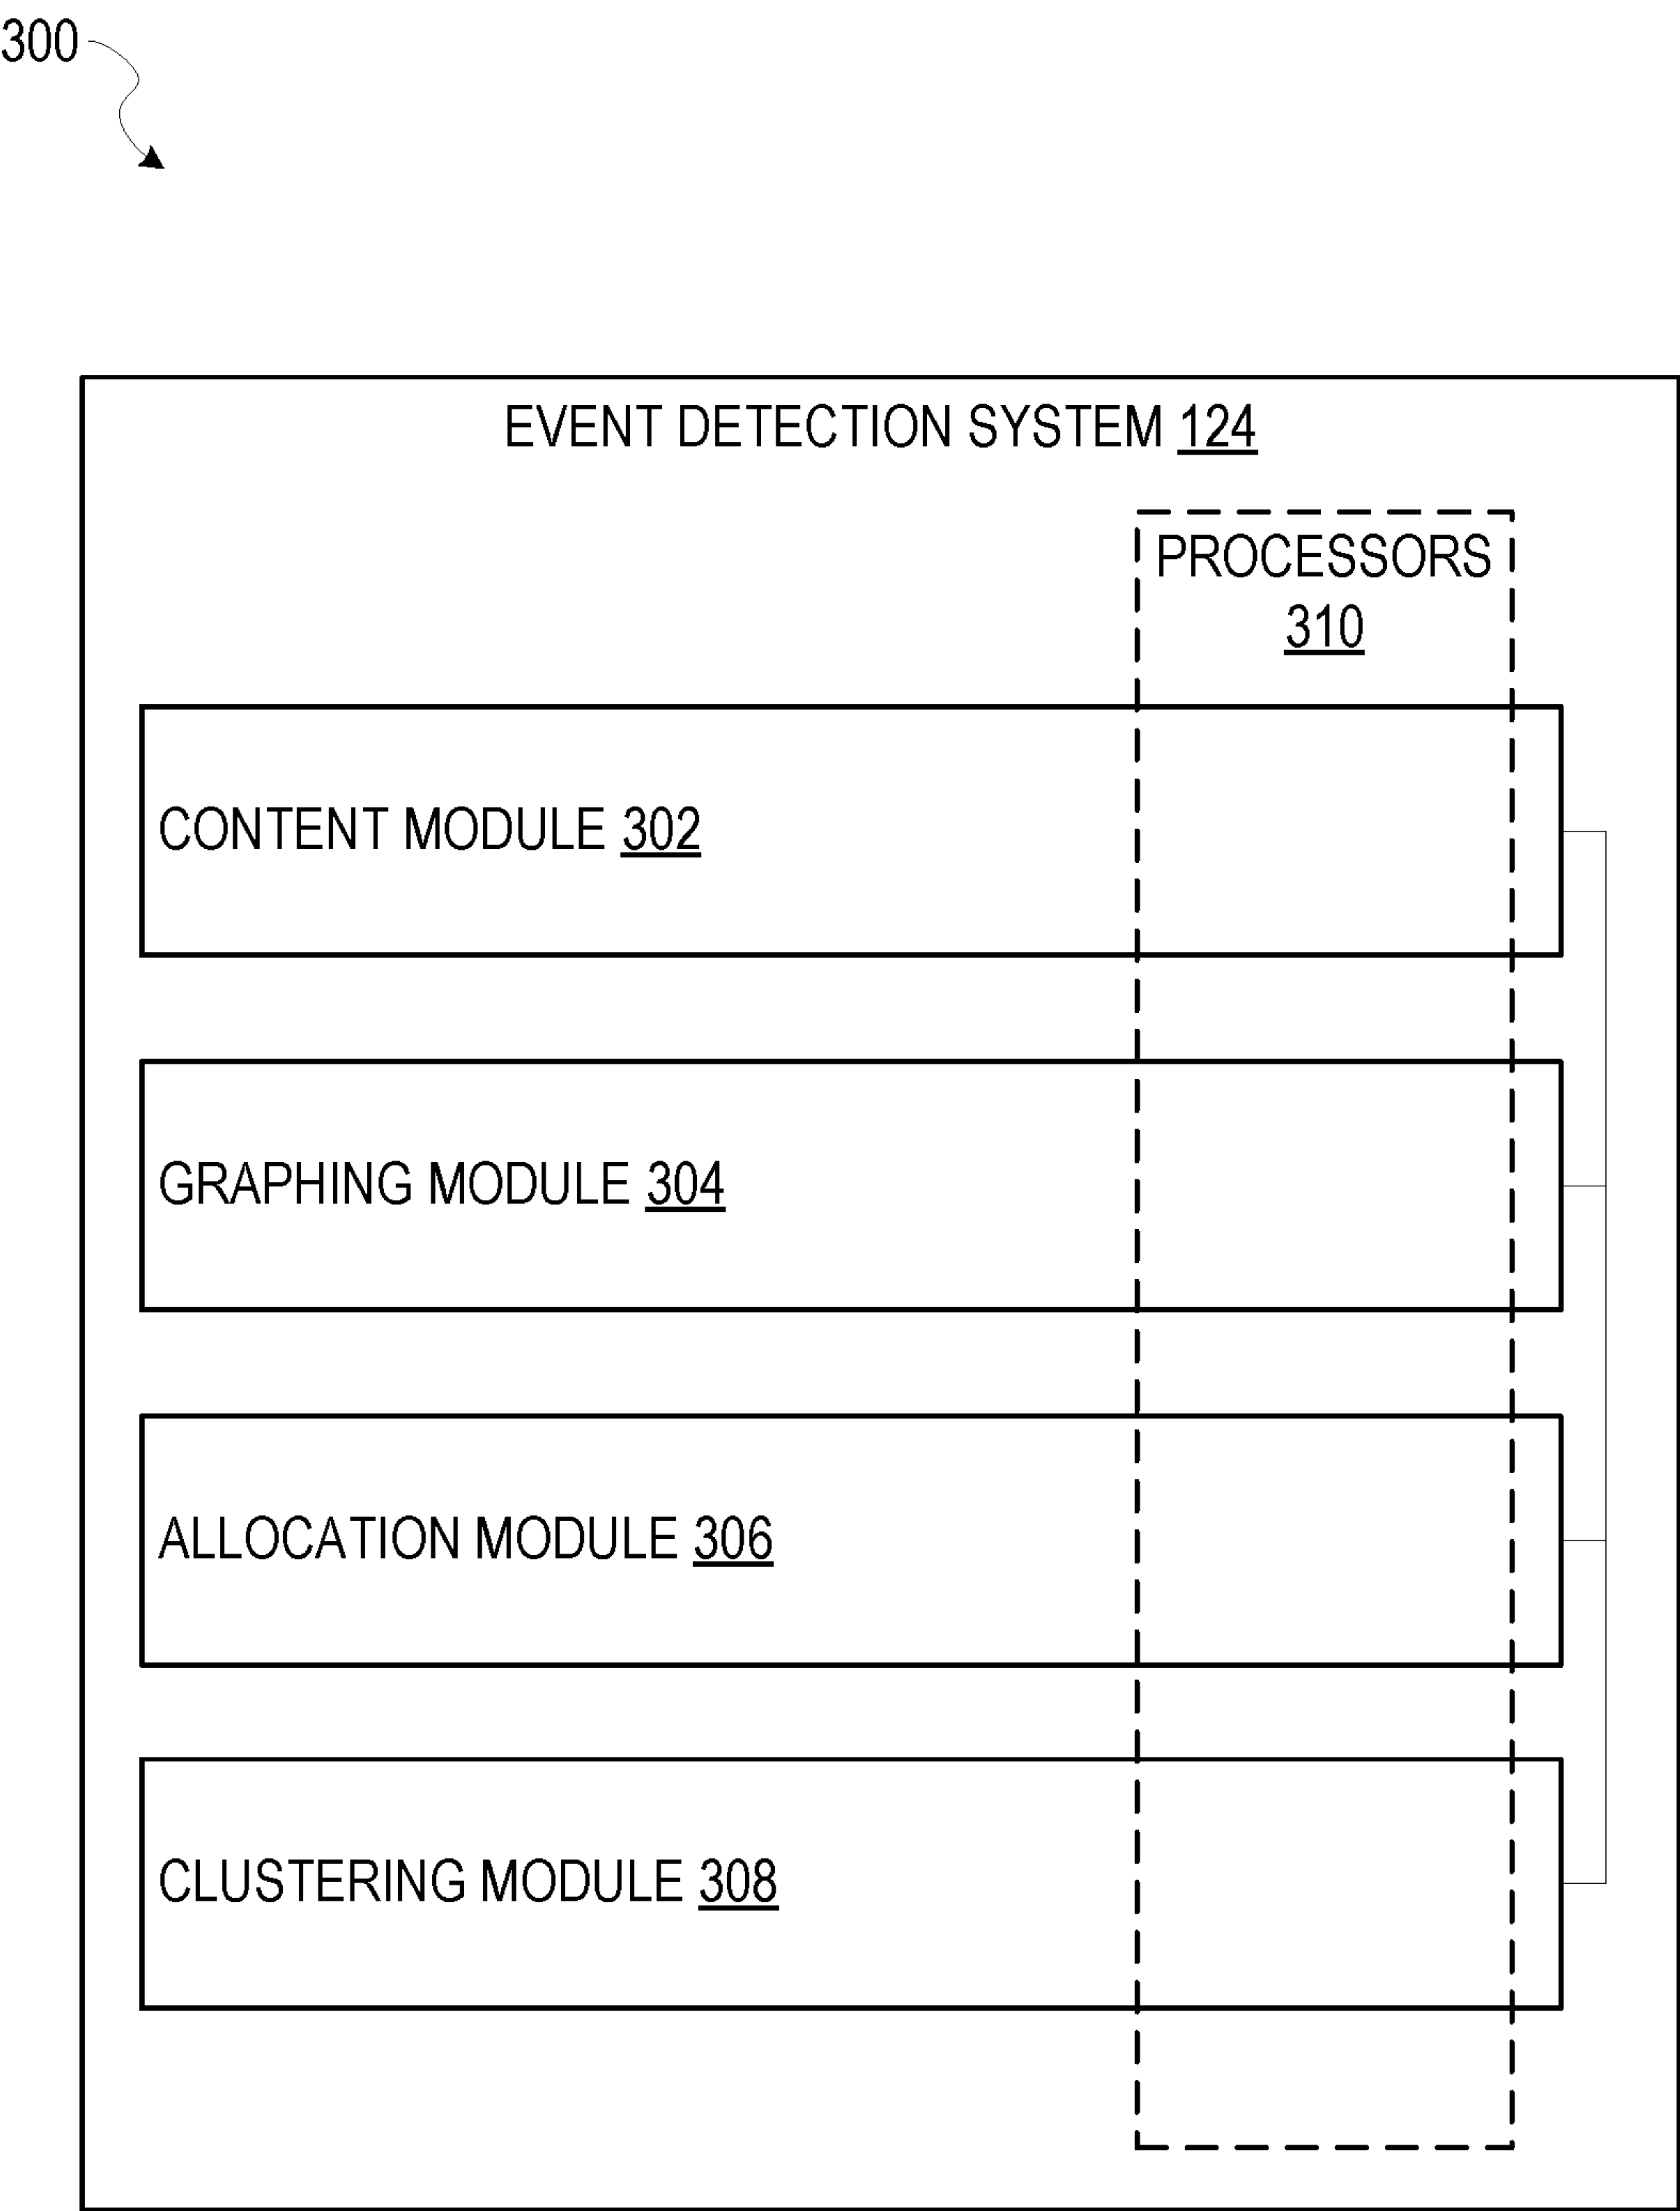 300
EVENT DETECTION SYSTEM 124
PROCESSORS
310
CONTENT MODULE 302
GRAPHING MODULE 304
ALLOCATION MODULE 306
CLUSTERING MODULE 308